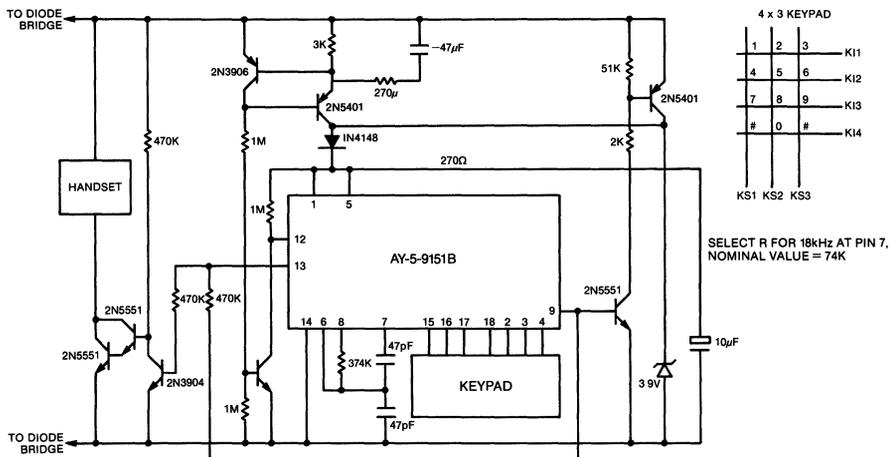 TO DIODE
BRIDGE
4 x 3 KEYPAD
3K
−47µF
1 2 3
KI1
2N3906
51K
270µ
4 5 6
KI2
2N5401
2N5401
7 8 9
KI3
470K
1M
IN4148
# 0 #
KI4
2K
270Ω
HANDSET
KS1 KS2 KS3
1 5
1M
12
SELECT R FOR 18kHz AT PIN 7,
NOMINAL VALUE = 74K
AY-5-9151B
13
2N5551
470K
470K
2N5551
9
14 6 8 7 15 16 17 18 2 3 4
10µF
2N5551
47pF
374K
2N3904
KEYPAD
3 9V
1M
47pF
TO DIODE
BRIDGE